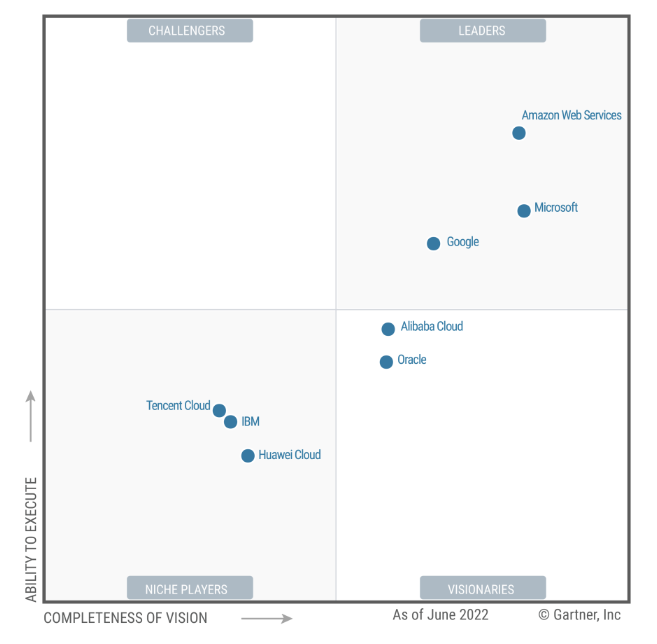 CHALLENGERS
LEADERS
Amazon Web Services
Microsoft
Google
Alibaba Cloud
Oracle
Tencent Cloud
IBM
Huawei Cloud
ABILITY TO EXECUTE
NICHE PLAYERS
VISIONARIES
COMPLETENESS OF VISION
As of June 2022
© Gartner, Inc